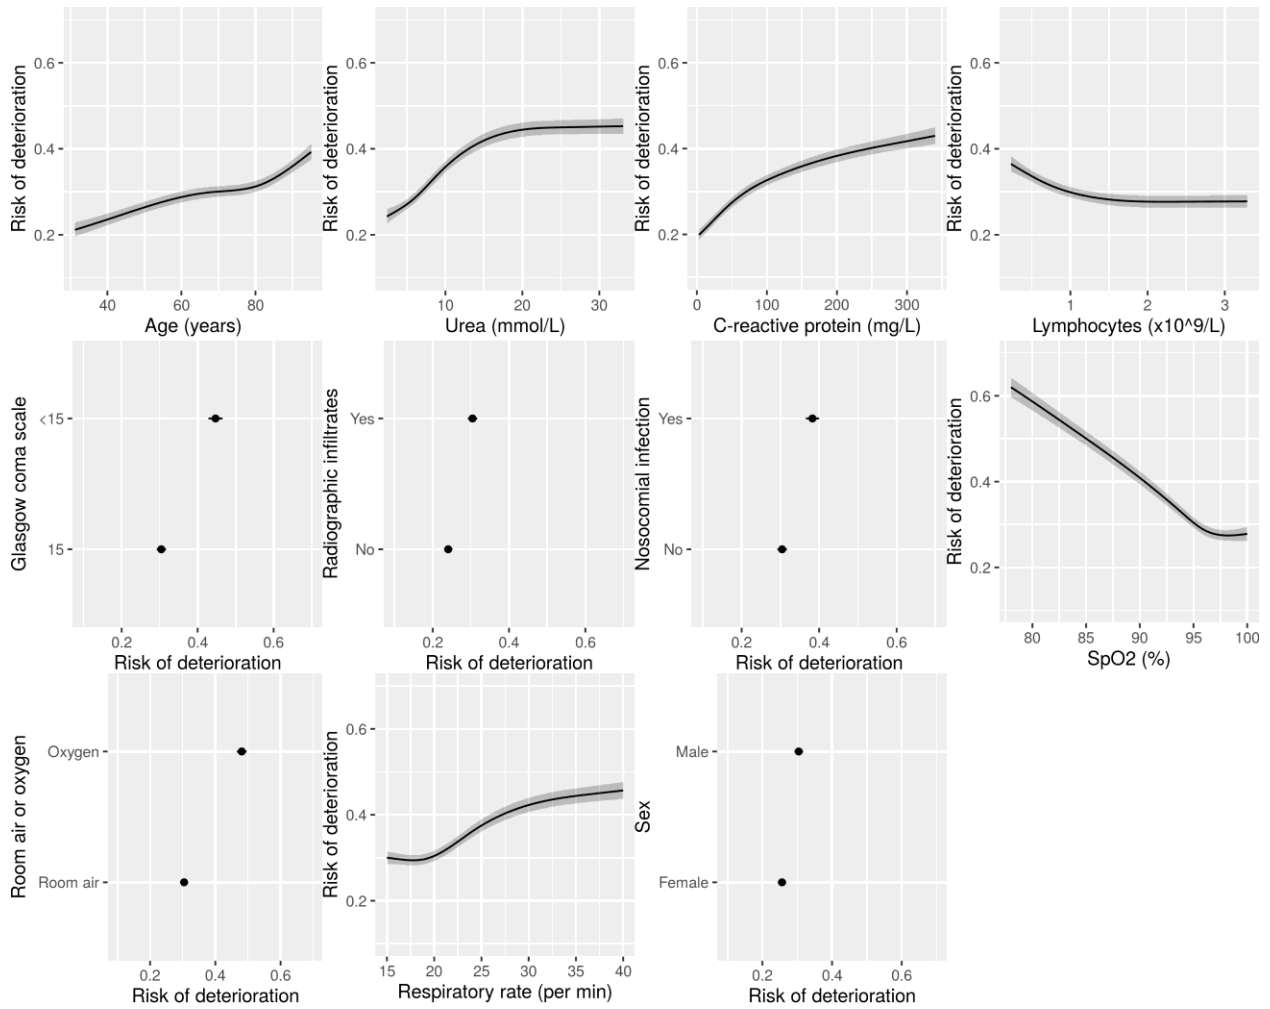 Risk of deterioration
0.6
0.4
0.2
40 60 80
Age (years)
Risk of deterioration
0.6
0.4
0.2
10 20 30
Urea (mmol/L)
Risk of deterioration
0.6
0.4
0.2
0 100 200 300
C-reactive protein (mg/L)
Risk of deterioration
0.6
0.4
0.2
1 2 3
Lymphocytes (x10^9/L)
Glasgow coma scale
<15
15
0.2 0.4 0.6
Risk of deterioration
Radiographic infiltrates
Yes
No
0.2 0.4 0.6
Risk of deterioration
Nosocomial infection
Yes
No
0.2 0.4 0.6
Risk of deterioration
Risk of deterioration
0.6
0.4
0.2
80 85 90 95 100
SpO2 (%)
Room air or oxygen
Oxygen
Room air
0.2 0.4 0.6
Risk of deterioration
Risk of deterioration
0.6
0.4
0.2
15 20 25 30 35 40
Respiratory rate (per min)
Sex
Male
Female
0.2 0.4 0.6
Risk of deterioration